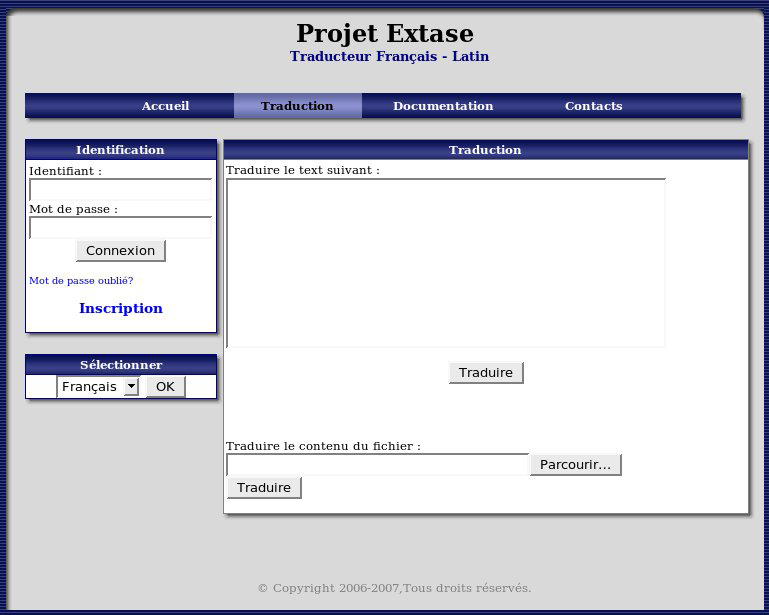 Projet Extase
Traducteur Français - Latin
Accueil Traduction Documentation Contacts
Identification
Identifiant :
Mot de passe :
Connexion
Mot de passe oublié?
Inscription
Sélectionner
Français OK
Traduction
Traduire le text suivant :
Traduire
Traduire le contenu du fichier :
Parcourir...
Traduire
© Copyright 2006-2007,Tous droits réservés.